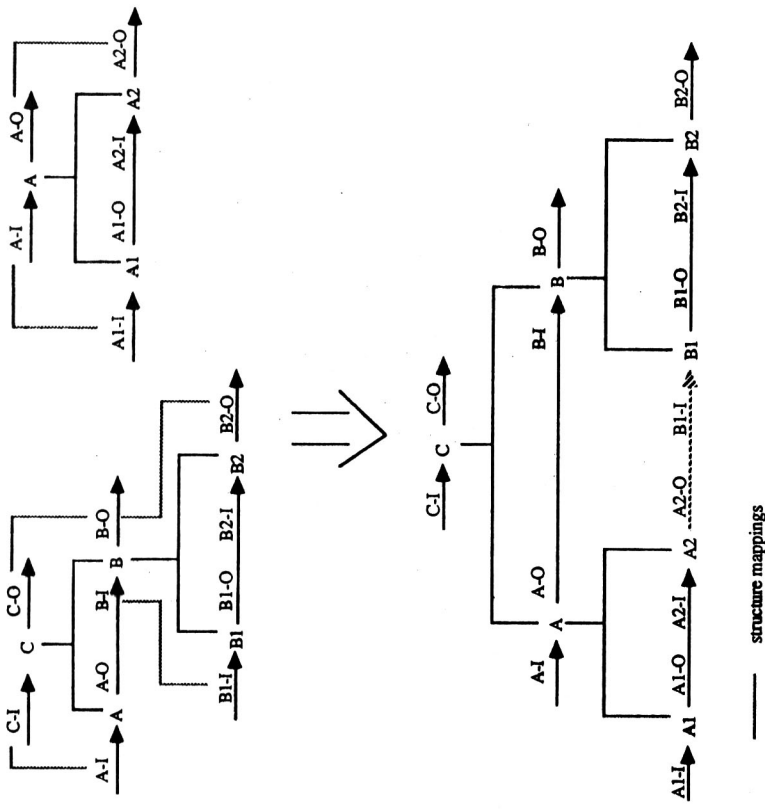 C-I C C-O
A-I A A-O B-I B B-O
B1-I B1 B1-O B2-I B2 B2-O
A-I A A-O
A1-I A1 A1-O A2-I A2 A2-O
C-I C C-O
A-I A A-O B-I B B-O
A1-I A1 A1-O A2-I A2 A2-O B1-I B1 B1-O B2-I B2 B2-O
structure mappings